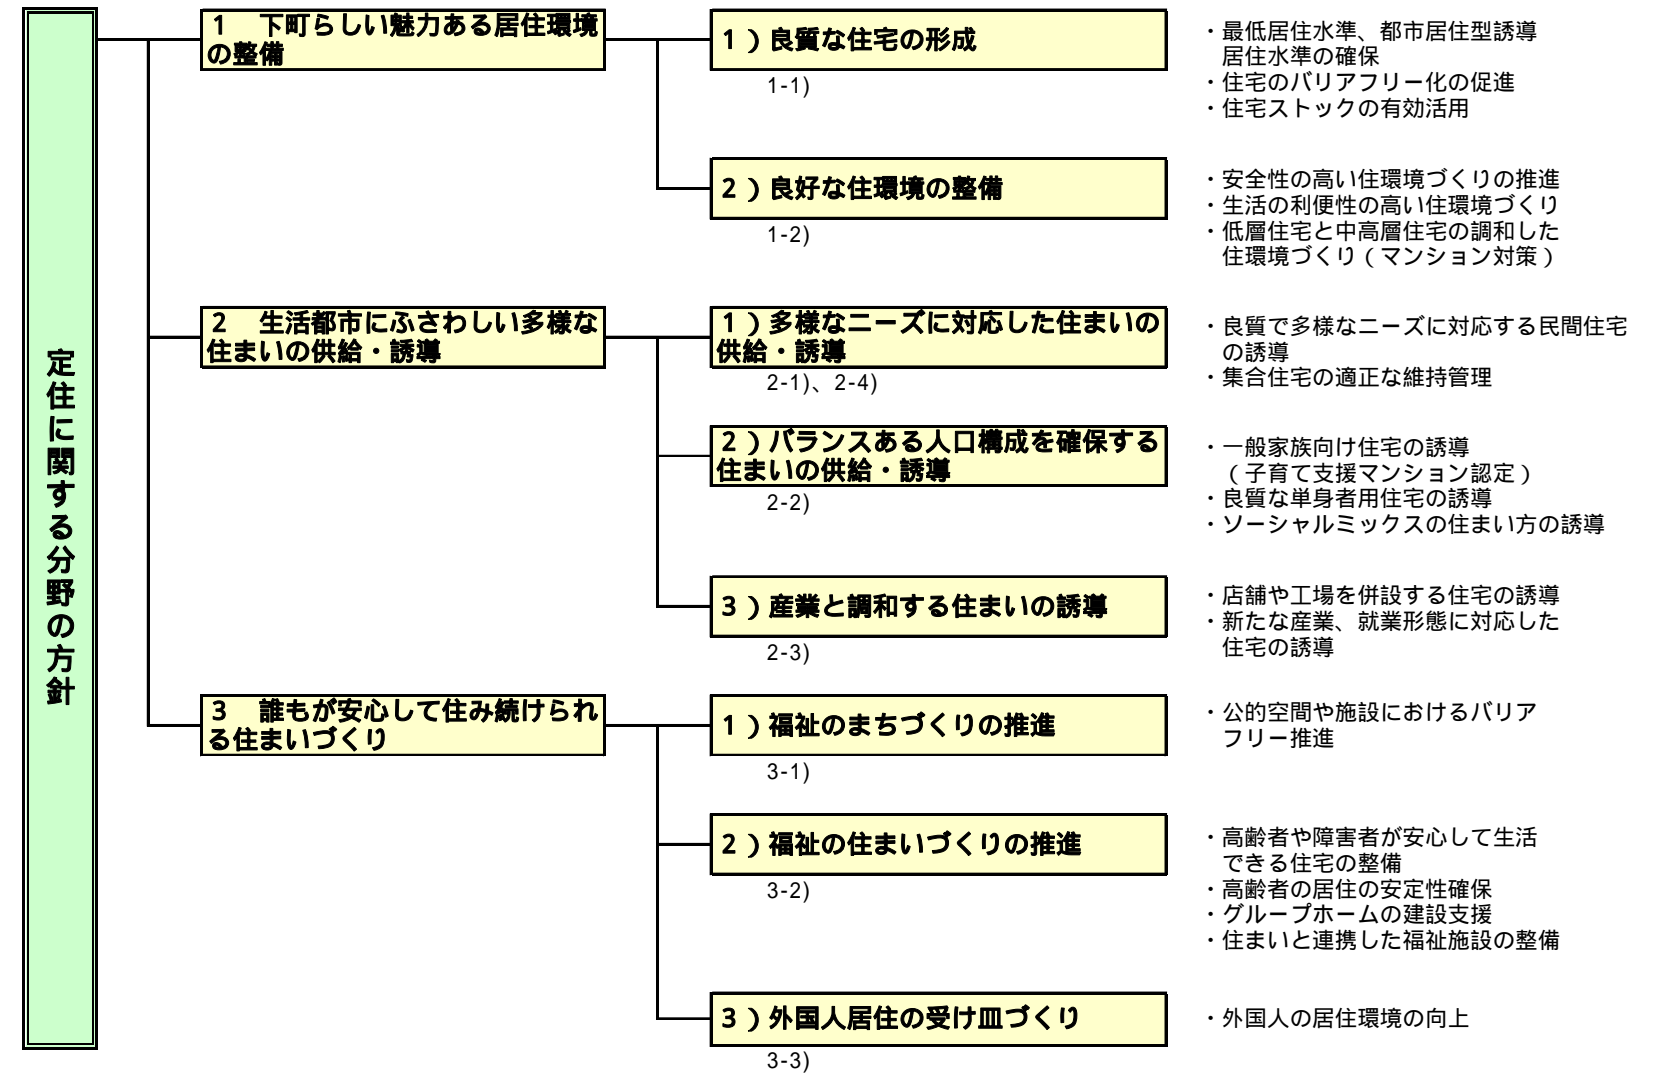 定住に関する分野の方針
１　下町らしい魅力ある居住環境
の整備
１）良質な住宅の形成
1-1)
・最低居住水準、都市居住型誘導
居住水準の確保
・住宅のバリアフリー化の促進
・住宅ストックの有効活用
２）良好な住環境の整備
1-2)
・安全性の高い住環境づくりの推進
・生活の利便性の高い住環境づくり
・低層住宅と中高層住宅の調和した
住環境づくり（マンション対策）
２　生活都市にふさわしい多様な
住まいの供給・誘導
１）多様なニーズに対応した住まいの
供給・誘導
2-1)、2-4)
・良質で多様なニーズに対応する民間住宅
の誘導
・集合住宅の適正な維持管理
２）バランスある人口構成を確保する
住まいの供給・誘導
2-2)
・一般家族向け住宅の誘導
（子育て支援マンション認定）
・良質な単身者用住宅の誘導
・ソーシャルミックスの住まい方の誘導
３）産業と調和する住まいの誘導
2-3)
・店舗や工場を併設する住宅の誘導
・新たな産業、就業形態に対応した
住宅の誘導
３　誰もが安心して住み続けられ
る住まいづくり
１）福祉のまちづくりの推進
3-1)
・公的空間や施設におけるバリア
フリー推進
２）福祉の住まいづくりの推進
3-2)
・高齢者や障害者が安心して生活
できる住宅の整備
・高齢者の居住の安定性確保
・グループホームの建設支援
・住まいと連携した福祉施設の整備
３）外国人居住の受け皿づくり
3-3)
・外国人の居住環境の向上